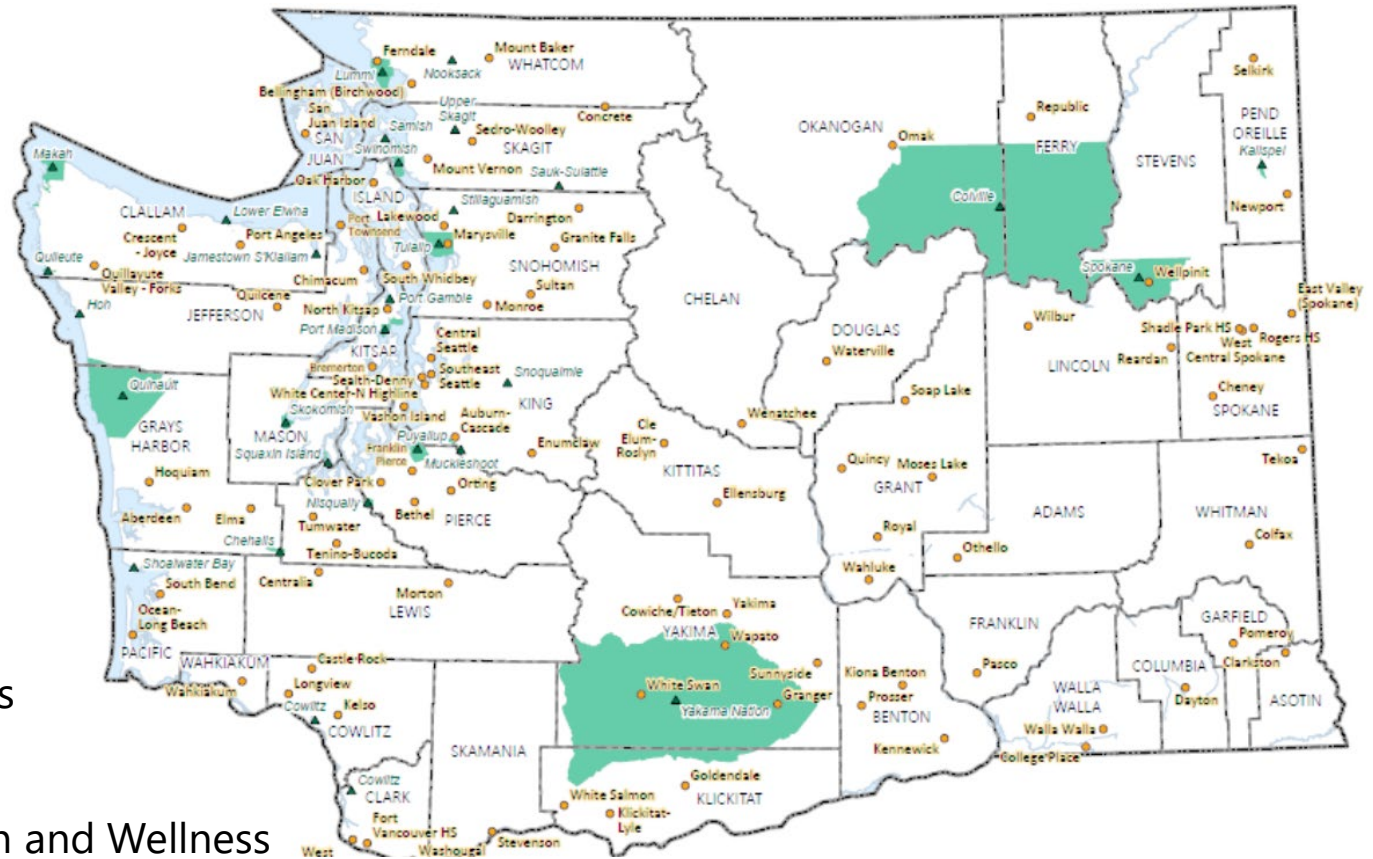 Ferndale
Mount Baker
WHATCOM
Lummi
Nooksack
Bellingham (Birchwood)
San
Juan Island
SAN
JUAN
Upper
Skagit
Samish
Swinomish
Sedro-Woolley
SKAGIT
Concrete
Mount Vernon
Sauk-Suiattle
Oak Harbor
ISLAND
Stillaguamish
Darrington
Lakewood
Port
Townsend
Marysville
Tulalip
Granite Falls
SNOHOMISH
South Whidbey
Sultan
Monroe
Makah
CLALLAM
Lower Elwha
Crescent
- Joyce
Port Angeles
Jamestown S'Klallam
Quileute
Quillayute
Valley - Forks
Chimacum
Quilcene
Hoh
JEFFERSON
North Kitsap
Port Gamble
Port Madison
KITSAP
Bremerton
Central
Seattle
Southeast
Seattle
Sealth-Denny
White Center-N Highline
Snoqualmie
KING
Vashon Island
Auburn-
Cascade
Enumclaw
Quinault
GRAYS
HARBOR
Skokomish
MASON
Squaxin Island
Puyallup
Franklin
Pierce
Muckleshoot
Hoquiam
Clover Park
Orting
Nisqually
Bethel
PIERCE
Aberdeen
Elma
Tumwater
Chehalis
Tenino-Bucoda
Shoalwater Bay
South Bend
Centralia
Morton
LEWIS
Ocean-
Long Beach
PACIFIC
WAHKIAKUM
Wahkiakum
Castle Rock
Longview
Cowlitz
Kelso
COWLITZ
SKAMANIA
Cowlitz
CLARK
Fort
Vancouver HS
West
Washougal
Stevenson
OKANOGAN
Omak
Republic
FERRY
Colville
STEVENS
Selkirk
PEND
OREILLE
Kalispel
Newport
Spokane
Wellpinit
East Valley
(Spokane)
CHELAN
DOUGLAS
Waterville
Wilbur
LINCOLN
Shadle Park HS
West
Central Spokane
Rogers HS
Reardan
Cheney
SPOKANE
Soap Lake
Wenatchee
Cle
Elum-
Roslyn
KITTITAS
Ellensburg
Quincy
Moses Lake
GRANT
Royal
Wahluke
Othello
ADAMS
Tekoa
WHITMAN
Colfax
Cowiche/Tieton
Yakima
YAKIMA
Wapato
Sunnyside
White Swan
Yakama Nation
Granger
Kiona Benton
Prosser
BENTON
Kennewick
FRANKLIN
Pasco
WALLA
WALLA
Walla Walla
College Place
COLUMBIA
Dayton
GARFIELD
Pomeroy
Clarkston
ASOTIN
Goldendale
KLICKITAT
White Salmon
Klickitat-
Lyle
s
n and Wellness